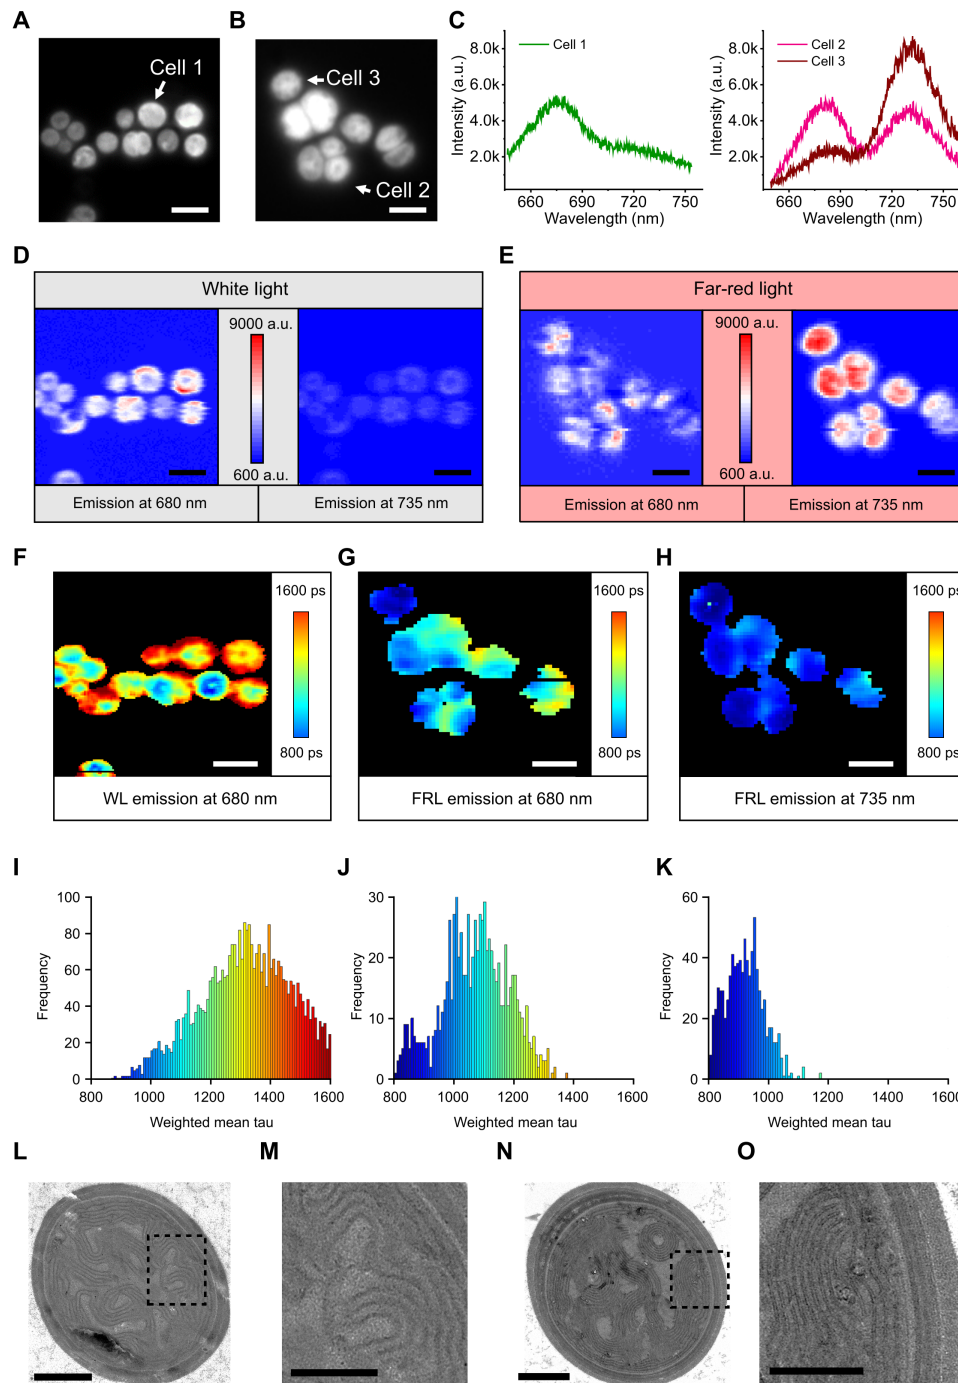 A
Cell 1
B
Cell 3
Cell 2
C
Intensity (a.u.)
8.0k
6.0k
4.0k
2.0k
Cell 1
660
690
720
750
Wavelength (nm)
Intensity (a.u.)
8.0k
6.0k
4.0k
2.0k
Cell 2
Cell 3
660
690
720
750
Wavelength (nm)
D
White light
9000 a.u.
600 a.u.
Emission at 680 nm
Emission at 735 nm
E
Far-red light
9000 a.u.
600 a.u.
Emission at 680 nm
Emission at 735 nm
F
1600 ps
800 ps
WL emission at 680 nm
G
1600 ps
800 ps
FRL emission at 680 nm
H
1600 ps
800 ps
FRL emission at 735 nm
I
Frequency
100
80
60
40
20
0
800
1000
1200
1400
1600
Weighted mean tau
J
Frequency
30
20
10
0
800
1000
1200
1400
1600
Weighted mean tau
K
Frequency
60
40
20
0
800
1000
1200
1400
1600
Weighted mean tau
L
M
N
O